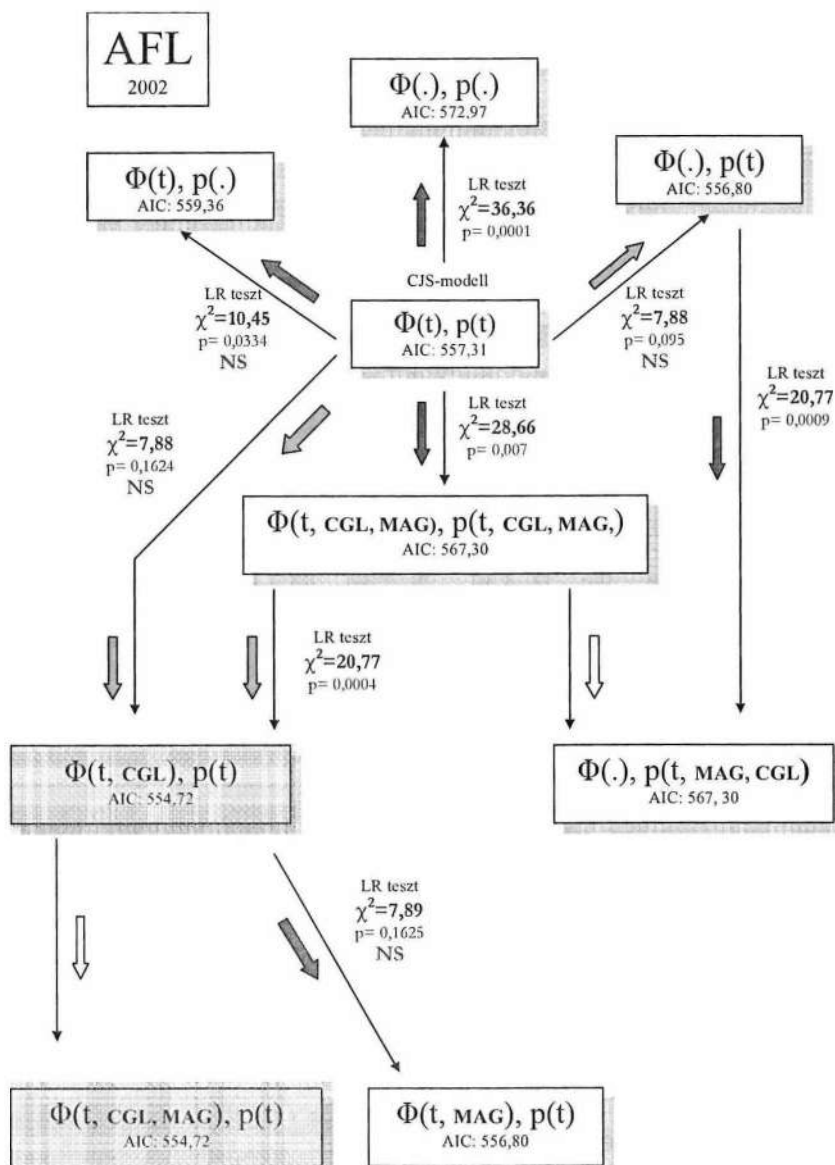 AFL
2002
Φ(.), p(.)
AIC: 572,97
Φ(t), p(.)
AIC: 559,36
Φ(.), p(t)
AIC: 556,80
LR teszt
χ²=36,36
p= 0,0001
CJS-modell
Φ(t), p(t)
AIC: 557,31
LR teszt
χ²=10,45
p= 0,0334
NS
LR teszt
χ²=7,88
p= 0,095
NS
LR teszt
χ²=7,88
p= 0,1624
NS
LR teszt
χ²=28,66
p= 0,007
LR teszt
χ²=20,77
p= 0,0009
Φ(t, CGL, MAG), p(t, CGL, MAG,)
AIC: 567,30
LR teszt
χ²=20,77
p= 0,0004
Φ(t, CGL), p(t)
AIC: 554,72
Φ(.), p(t, MAG, CGL)
AIC: 567, 30
LR teszt
χ²=7,89
p= 0,1625
NS
Φ(t, CGL, MAG), p(t)
AIC: 554,72
Φ(t, MAG), p(t)
AIC: 556,80